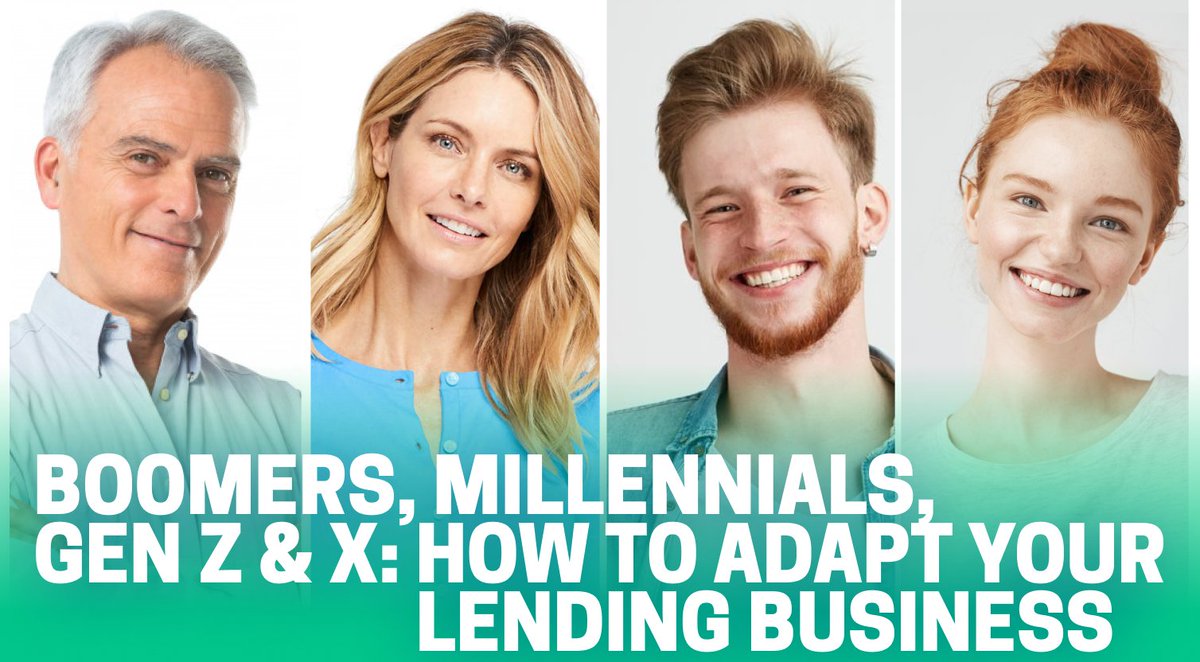 BOOMERS, MILLENNIALS,
GEN Z & X: HOW TO ADAPT YOUR
LENDING BUSINESS